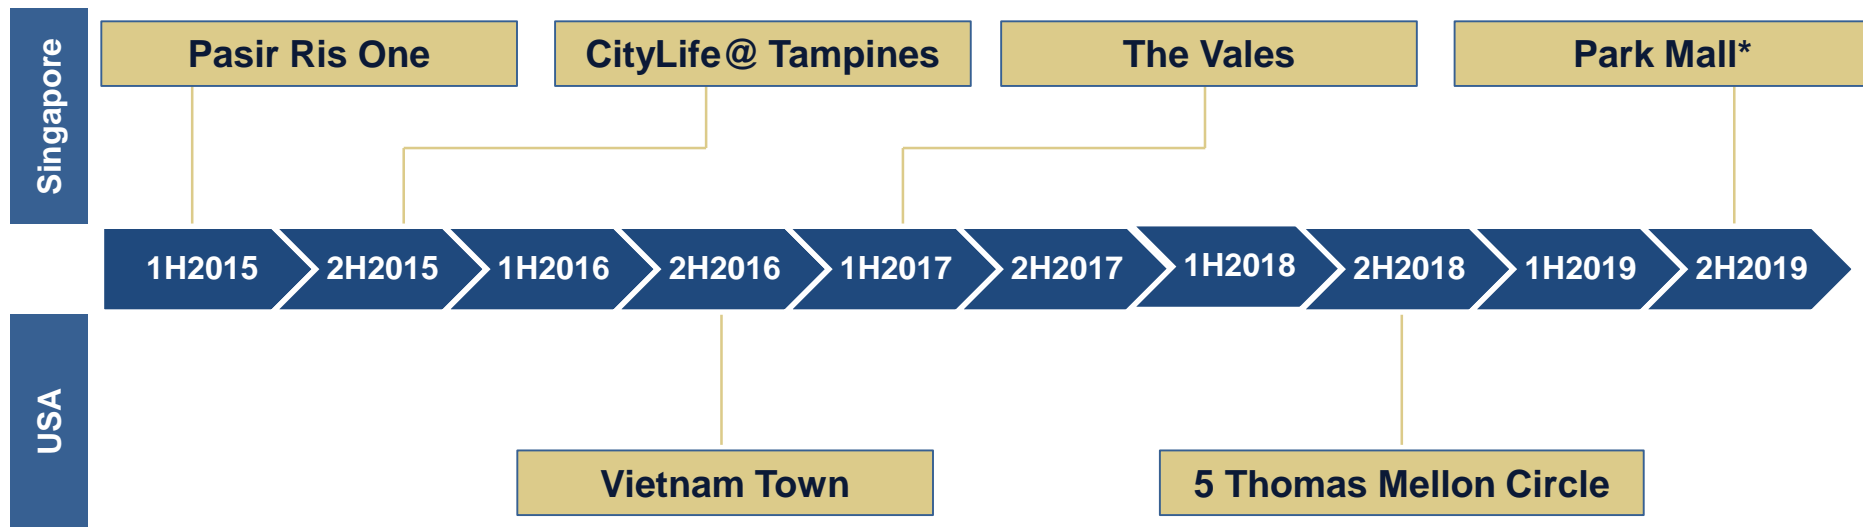 Singapore
Pasir Ris One
CityLife@ Tampines
The Vales
Park Mall*
1H2015
2H2015
1H2016
2H2016
1H2017
2H2017
1H2018
2H2018
1H2019
2H2019
USA
Vietnam Town
5 Thomas Mellon Circle